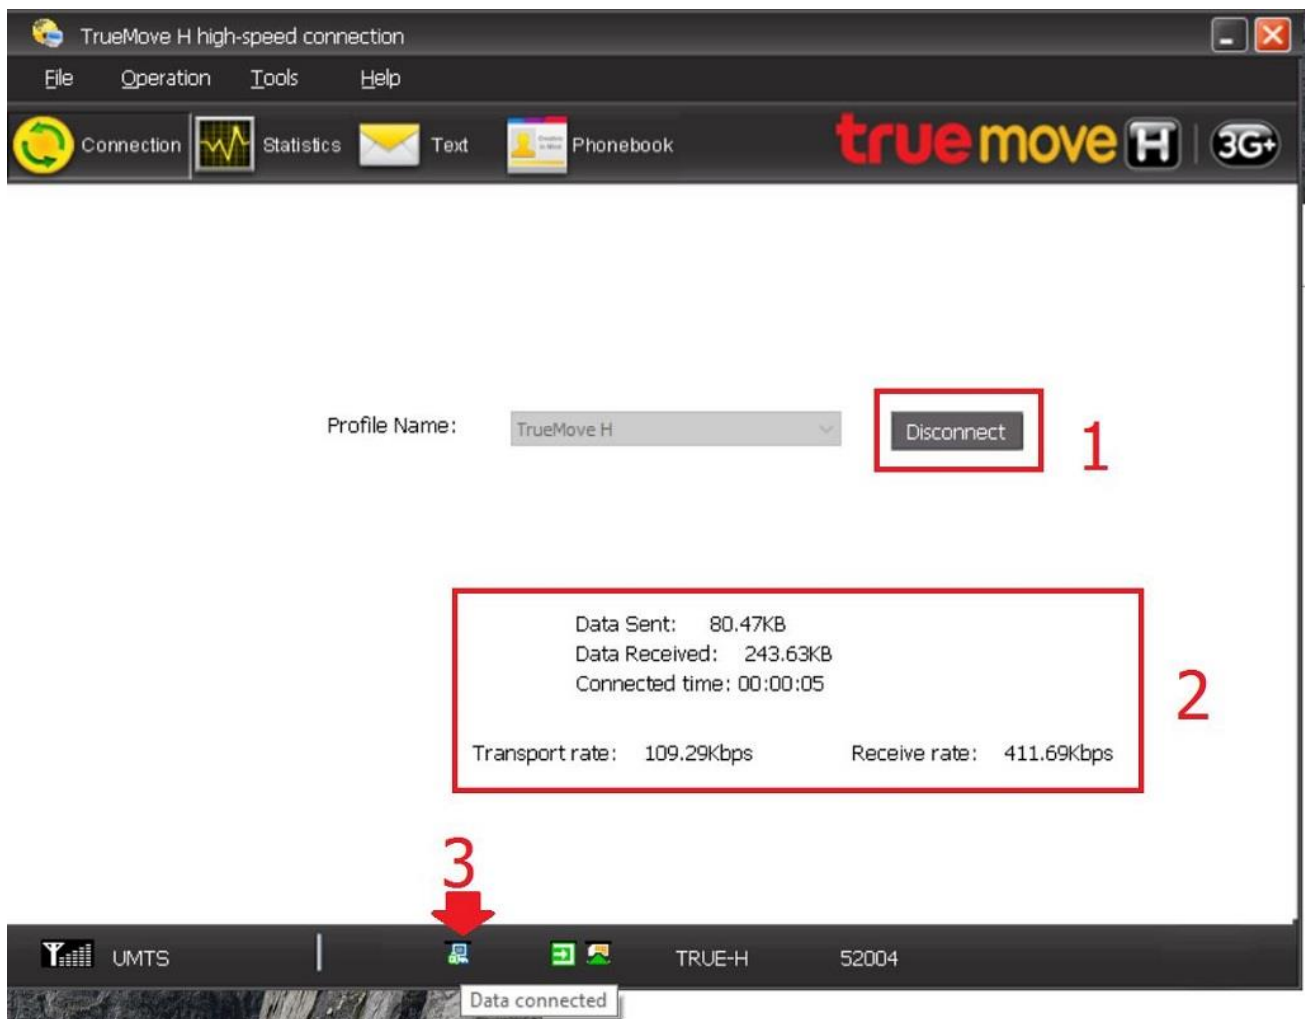 TrueMove H high-speed connection
File Operation Tools Help
Connection Statistics Text Phonebook truemove H 3G+
Profile Name: TrueMove H Disconnect 1
Data Sent: 80.47KB
Data Received: 243.63KB
Connected time: 00:00:05
2
Transport rate: 109.29Kbps Receive rate: 411.69Kbps
3
UMTS TRUE-H 52004
Data connected